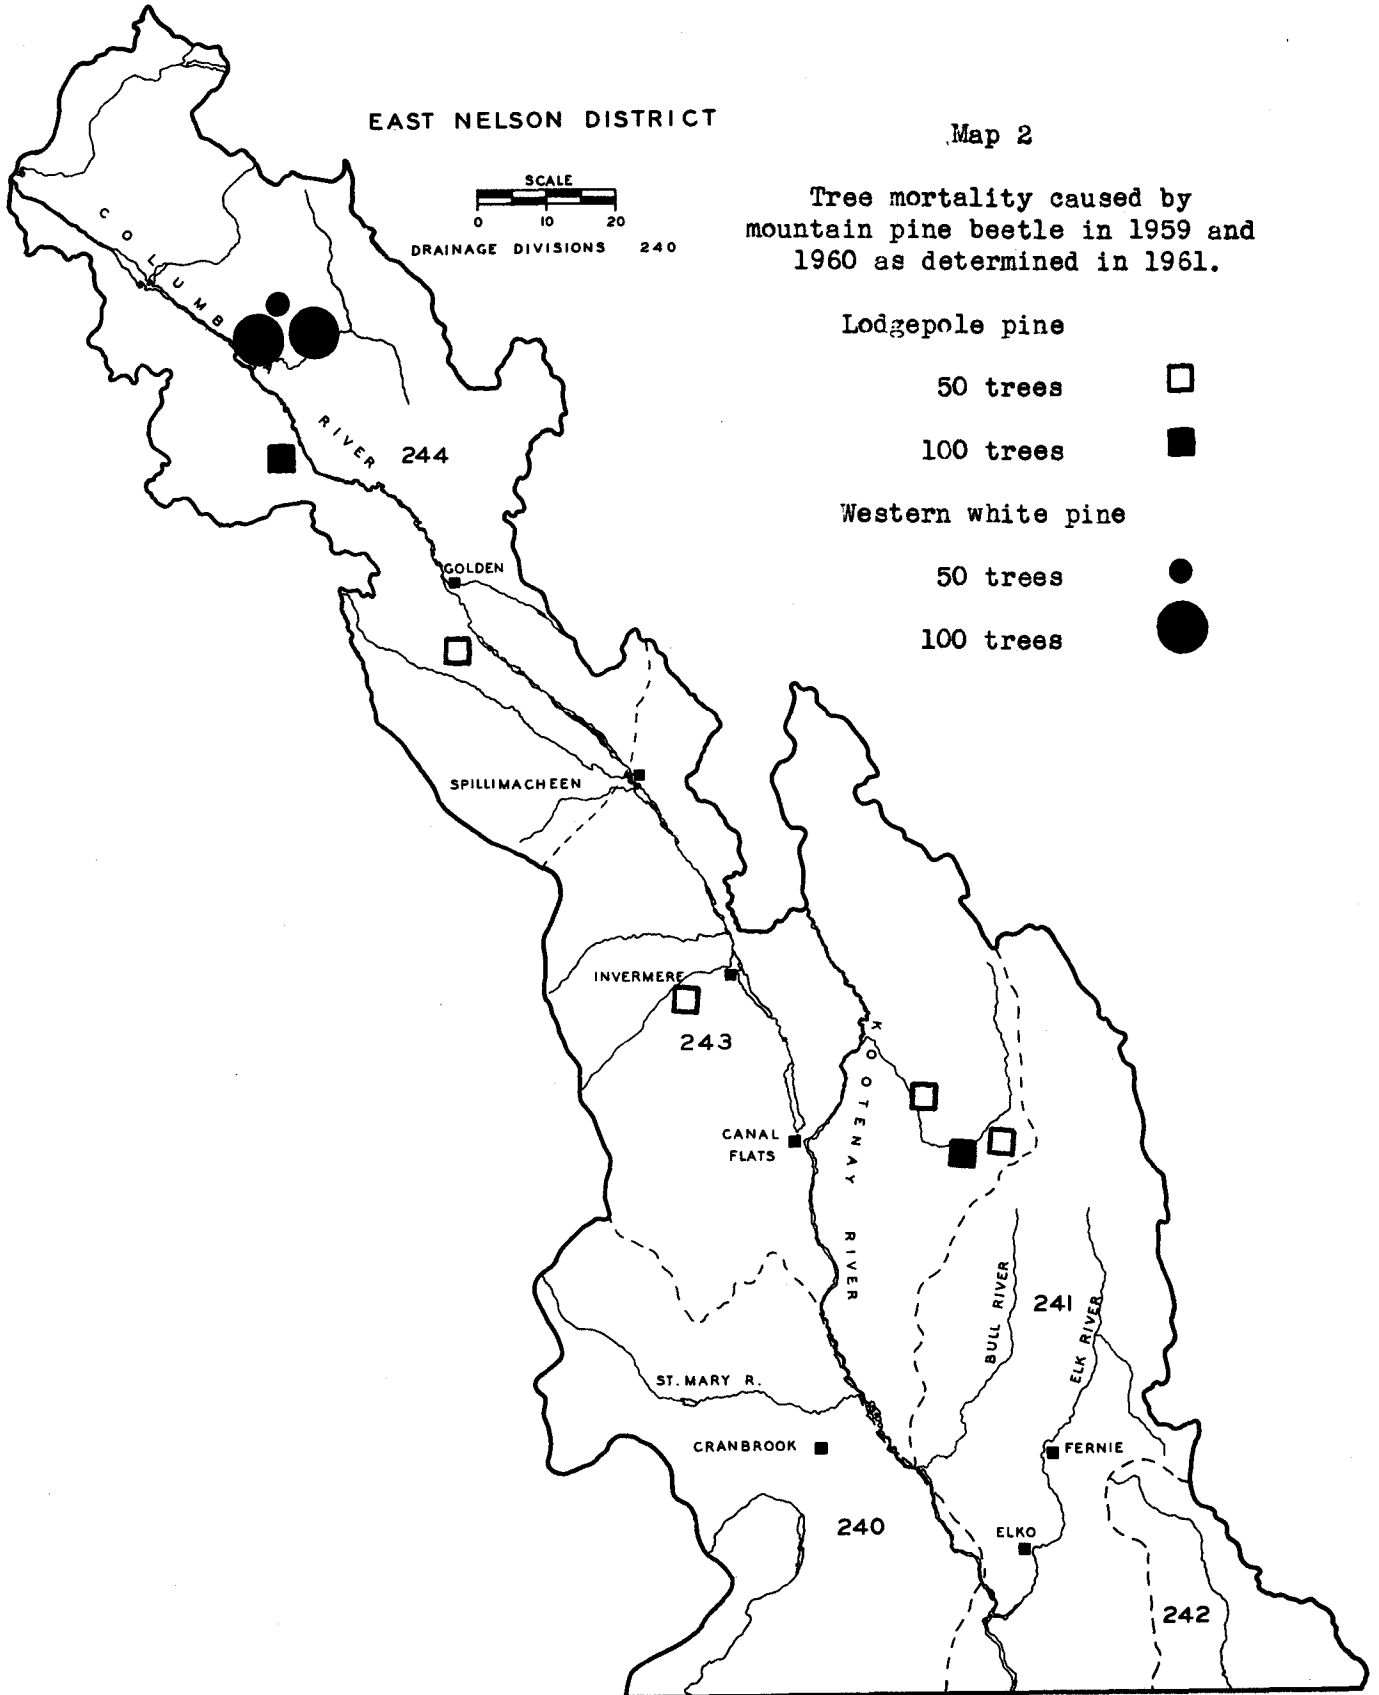 EAST NELSON DISTRICT
SCALE
0 10 20
DRAINAGE DIVISIONS 240
Map 2
Tree mortality caused by
mountain pine beetle in 1959 and
1960 as determined in 1961.
Lodgepole pine
50 trees
100 trees
Western white pine
50 trees
100 trees
COLUMB
RIVER
244
GOLDEN
SPILLIMACHEEN
INVERMERE
243
KOOTENAY RIVER
CANAL
FLATS
BULL RIVER
241
ELK RIVER
ST. MARY R.
CRANBROOK
FERNIE
240
ELKO
242